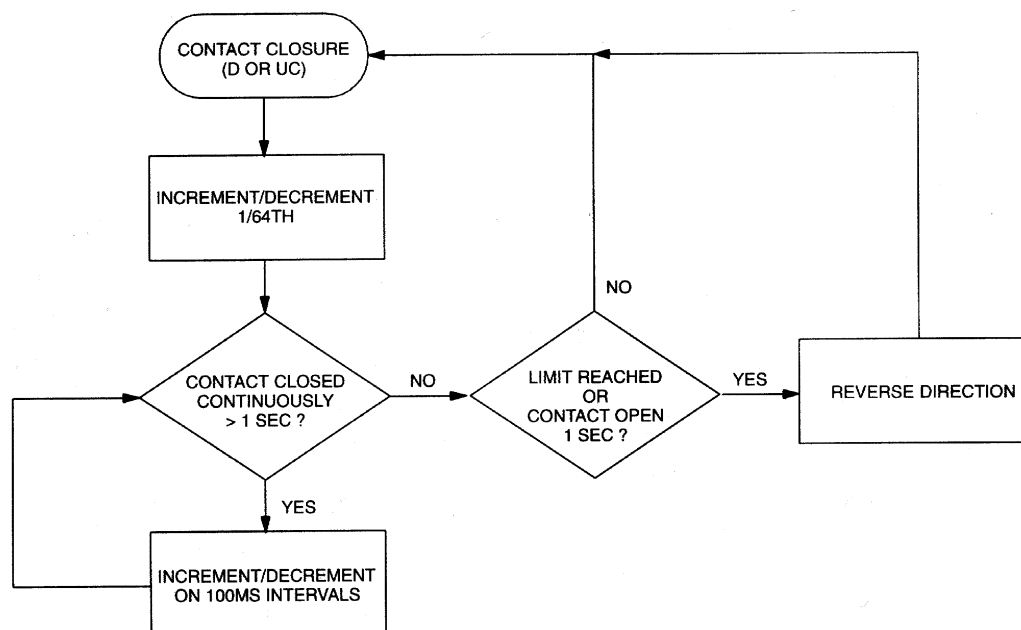 CONTACT CLOSURE
(D OR UC)
INCREMENT/DECREMENT
1/64TH
CONTACT CLOSED
CONTINUOUSLY
> 1 SEC ?
NO
YES
INCREMENT/DECREMENT
ON 100MS INTERVALS
LIMIT REACHED
OR
CONTACT OPEN
1 SEC ?
NO
YES
REVERSE DIRECTION